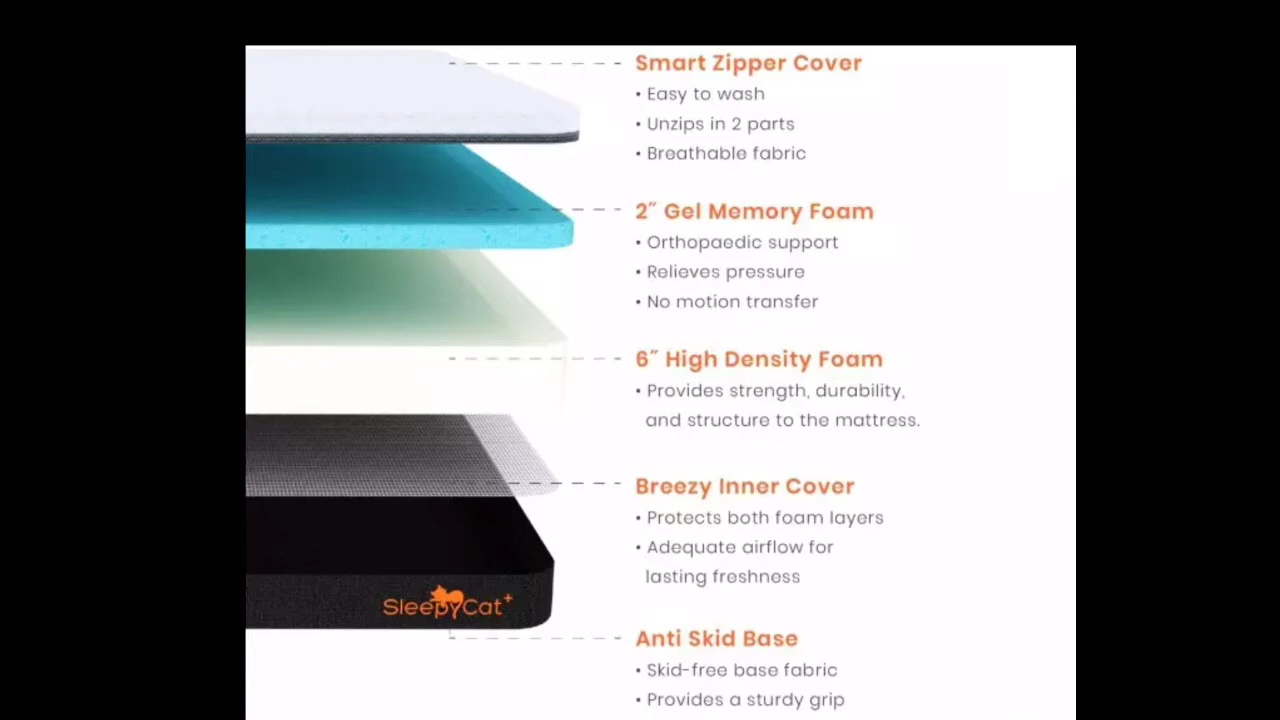 Smart Zipper Cover
• Easy to wash
• Unzips in 2 parts
• Breathable fabric
2″ Gel Memory Foam
• Orthopaedic support
• Relieves pressure
• No motion transfer
6″ High Density Foam
• Provides strength, durability,
and structure to the mattress.
Breezy Inner Cover
• Protects both foam layers
• Adequate airflow for
lasting freshness
SleepyCat+
Anti Skid Base
• Skid-free base fabric
• Provides a sturdy grip